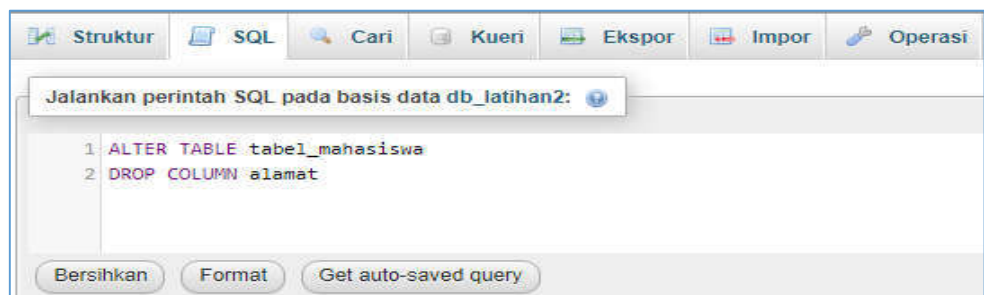 Struktur SQL Cari Kueri Ekspor Impor Operasi
Jalankan perintah SQL pada basis data db_latihan2:
1 ALTER TABLE tabel_mahasiswa
2 DROP COLUMN alamat
Bersihkan Format Get auto-saved query